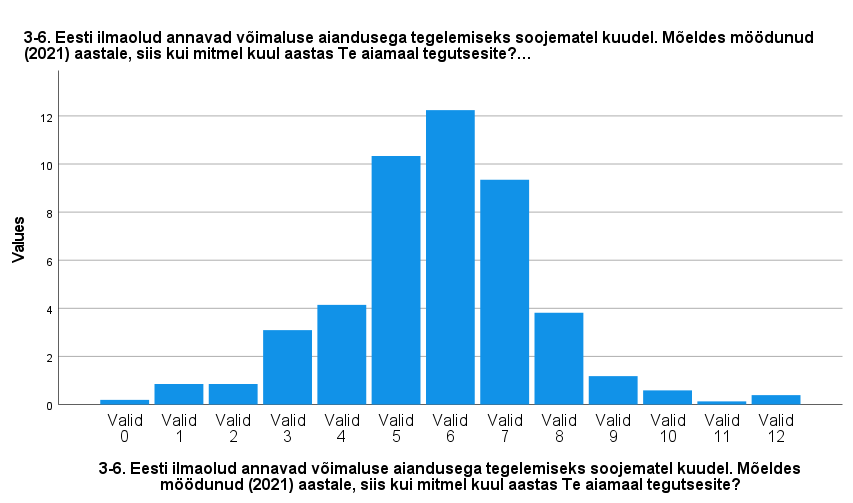 3-6. Eesti ilmaolud annavad võimaluse aiandusega tegelemiseks soojematel kuudel. Mõeldes möödunud
(2021) aastale, siis kui mitmel kuul aastas Te aiamaal tegutsesite?...
12
10
8
6
4
2
0
Values
Valid Valid Valid Valid Valid Valid Valid Valid Valid Valid Valid Valid Valid
0 1 2 3 4 5 6 7 8 9 10 11 12
3-6. Eesti ilmaolud annavad võimaluse aiandusega tegelemiseks soojematel kuudel. Mõeldes
möödunud (2021) aastale, siis kui mitmel kuul aastas Te aiamaal tegutsesite?